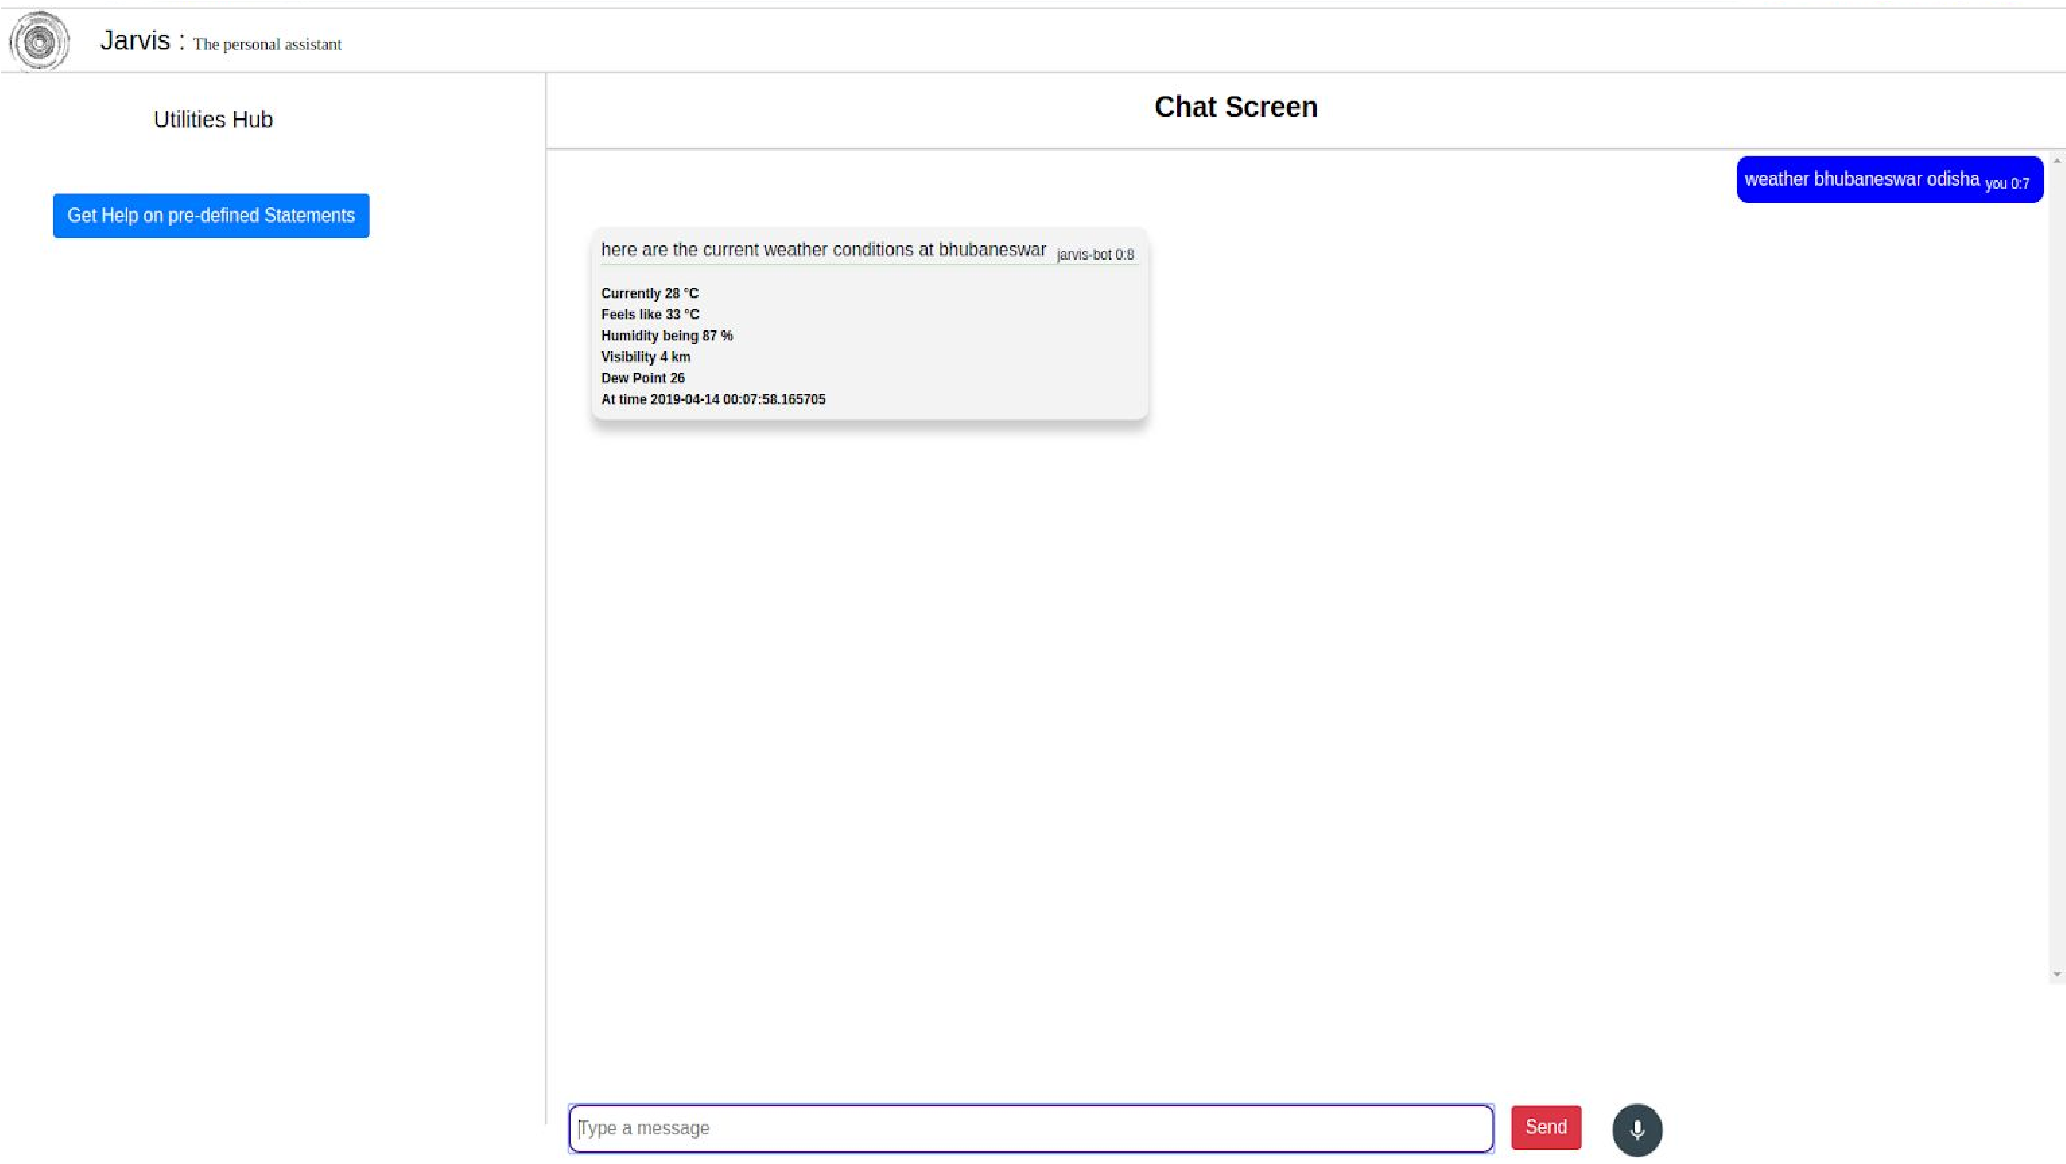 Jarvis : The personal assistant
Utilities Hub
Get Help on pre-defined Statements
Chat Screen
weather bhubaneswar odisha you 0:7
here are the current weather conditions at bhubaneswar jarvis-bot 0:8
Currently 28 °C
Feels like 33 °C
Humidity being 87 %
Visibility 4 km
Dew Point 26
At time 2019-04-14 00:07:58.165705
Type a message
Send